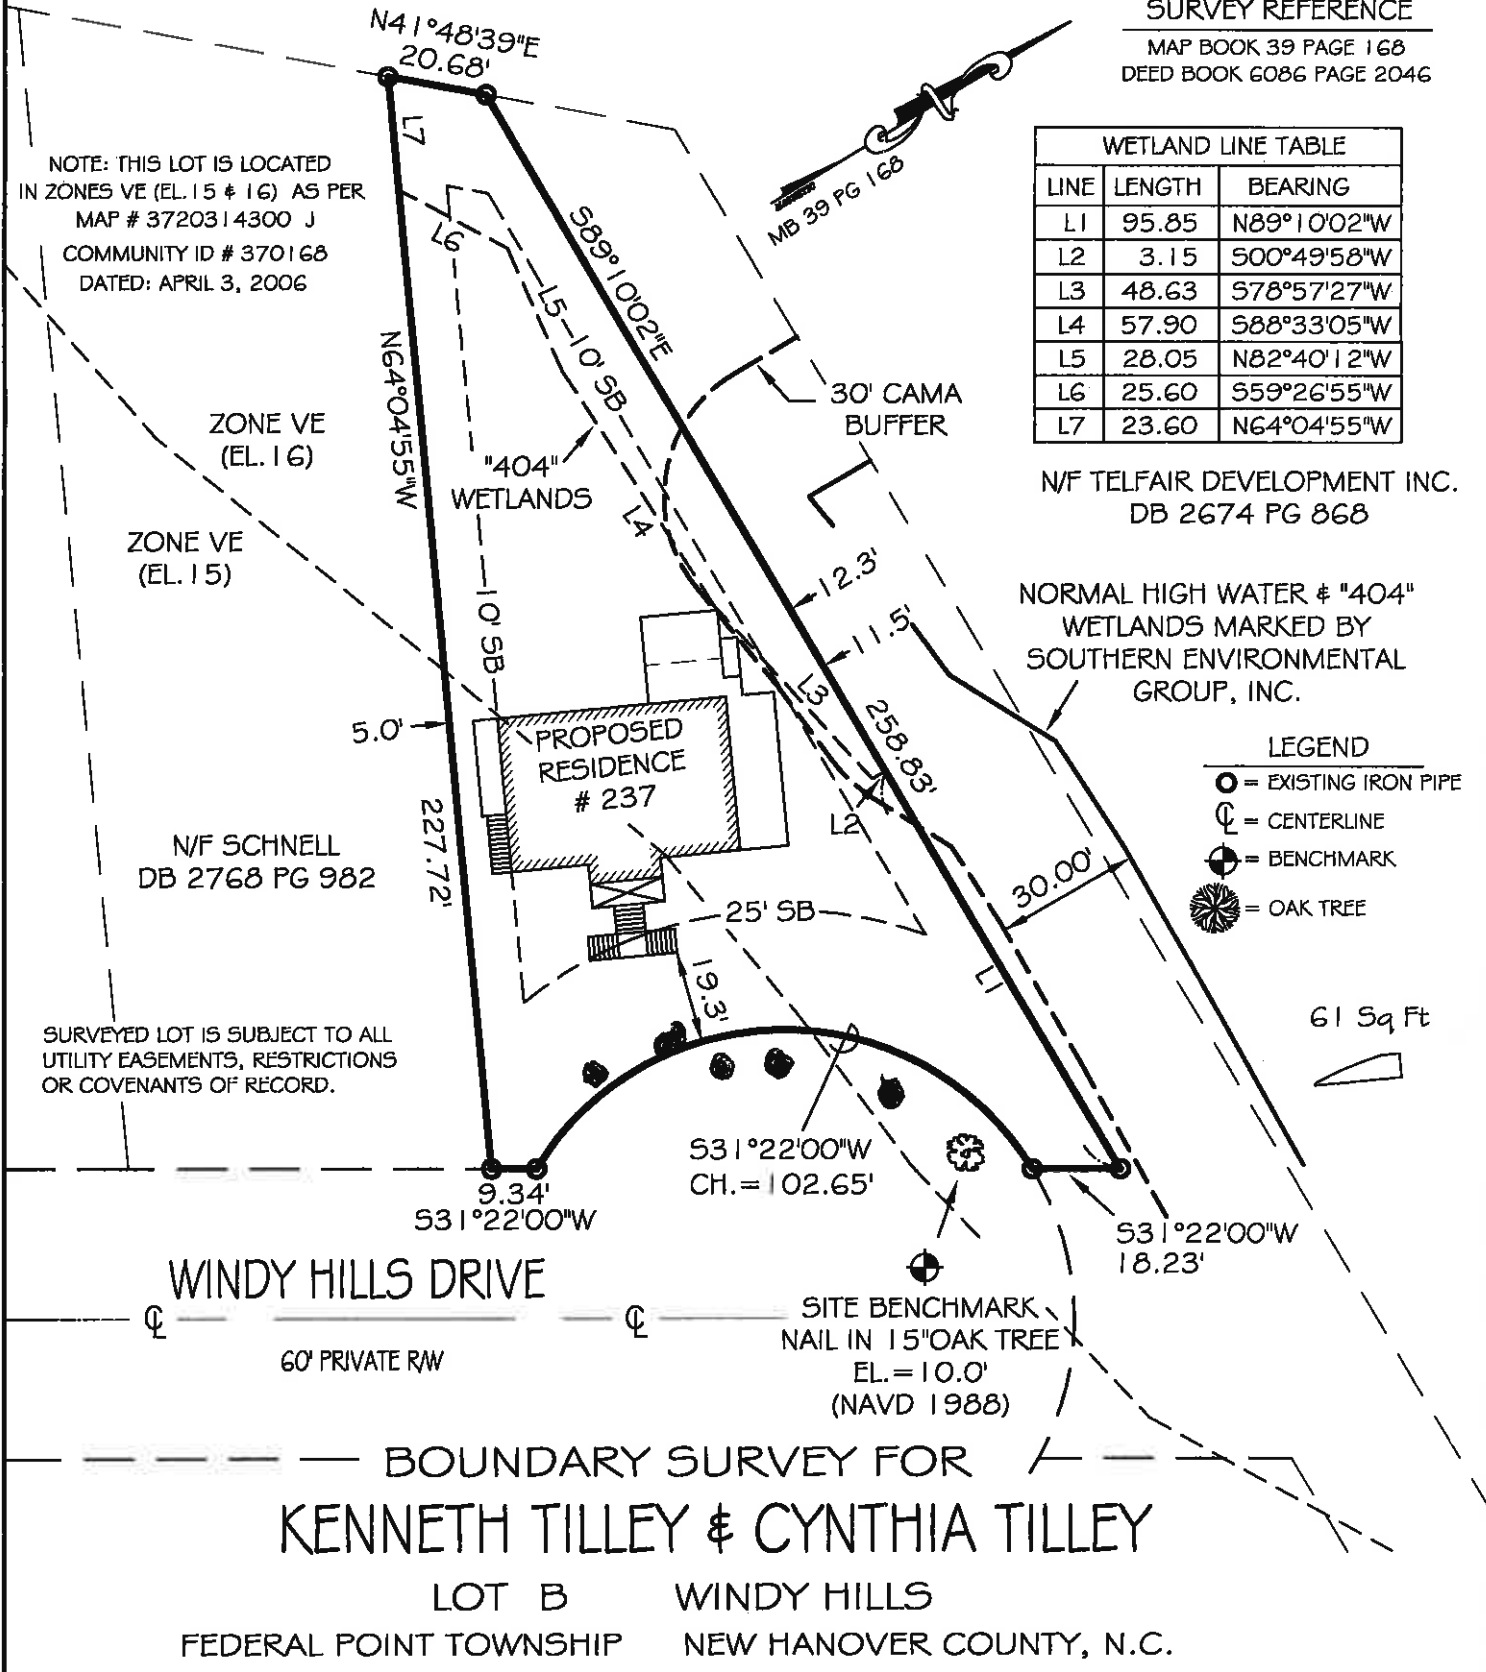 SURVEY REFERENCE
MAP BOOK 39 PAGE 168
DEED BOOK 6086 PAGE 2046
N41°48'39"E
20.68'
MB 39 PG 168
WETLAND LINE TABLE
LINE LENGTH BEARING
L1 95.85 N89°10'02"W
L2 3.15 S00°49'58"W
L3 48.63 S78°57'27"W
L4 57.90 S88°33'05"W
L5 28.05 N82°40'12"W
L6 25.60 S59°26'55"W
L7 23.60 N64°04'55"W
NOTE: THIS LOT IS LOCATED
IN ZONES VE (EL.15 & 16) AS PER
MAP # 3720314300 J
COMMUNITY ID # 370168
DATED: APRIL 3, 2006
L7
L6
L5
10' SB
S89°10'02"E
N64°04'55"W
30' CAMA
BUFFER
ZONE VE
(EL.16)
"404"
WETLANDS
L4
ZONE VE
(EL.15)
N/F TELFAIR DEVELOPMENT INC.
DB 2674 PG 868
12.3'
11.5'
10' SB
NORMAL HIGH WATER & "404"
WETLANDS MARKED BY
SOUTHERN ENVIRONMENTAL
GROUP, INC.
L3
258.83'
5.0'
PROPOSED
RESIDENCE
# 237
L2
LEGEND
= EXISTING IRON PIPE
℄ = CENTERLINE
= BENCHMARK
= OAK TREE
227.72'
N/F SCHNELL
DB 2768 PG 982
30.00'
25' SB
19.3'
L1
61 Sq Ft
SURVEYED LOT IS SUBJECT TO ALL
UTILITY EASEMENTS, RESTRICTIONS
OR COVENANTS OF RECORD.
S31°22'00"W
CH.=102.65'
9.34'
S31°22'00"W
S31°22'00"W
18.23'
WINDY HILLS DRIVE
℄ ℄
60' PRIVATE R/W
SITE BENCHMARK
NAIL IN 15"OAK TREE
EL.=10.0'
(NAVD 1988)
BOUNDARY SURVEY FOR
KENNETH TILLEY & CYNTHIA TILLEY
LOT B WINDY HILLS
FEDERAL POINT TOWNSHIP NEW HANOVER COUNTY, N.C.